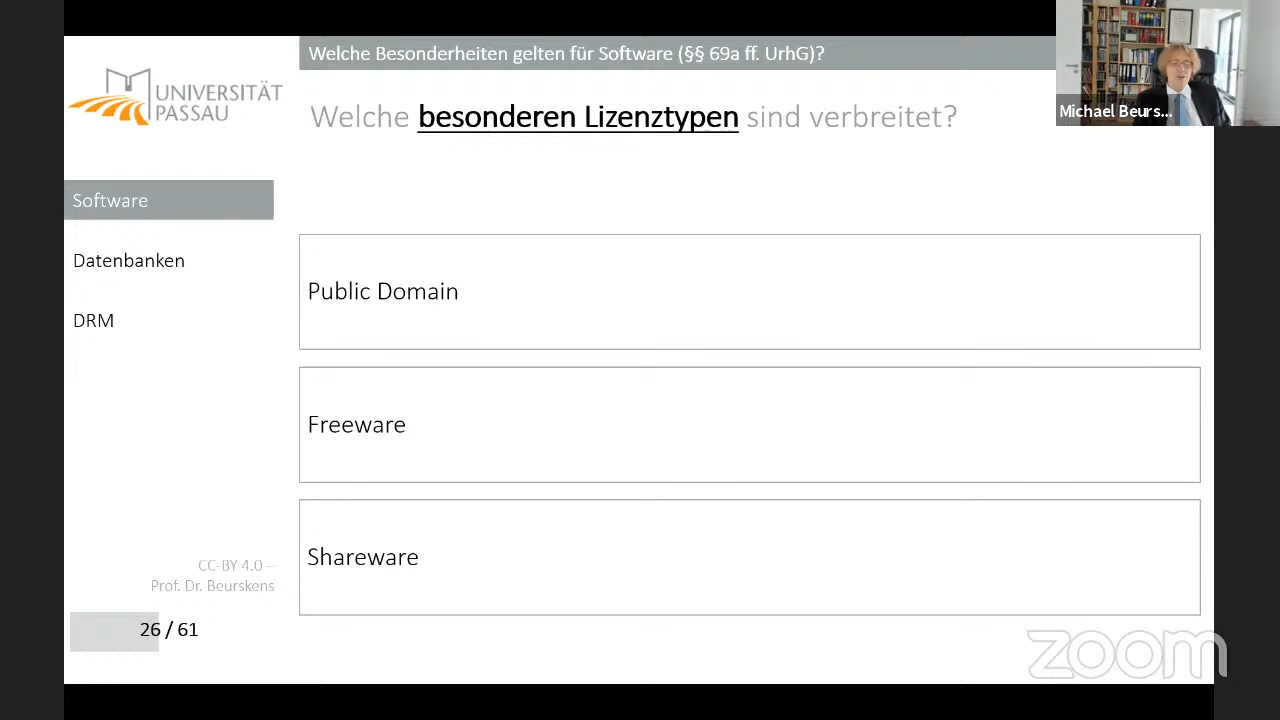 Welche Besonderheiten gelten für Software (§§ 69a ff. UrhG)?
UNIVERSITÄT
PASSAU
Welche besonderen Lizenztypen sind verbreitet?
Michael Beurs...
Software
Datenbanken
DRM
Public Domain
Freeware
Shareware
CC-BY 4.0 –
Prof. Dr. Beurskens
26 / 61
zoom